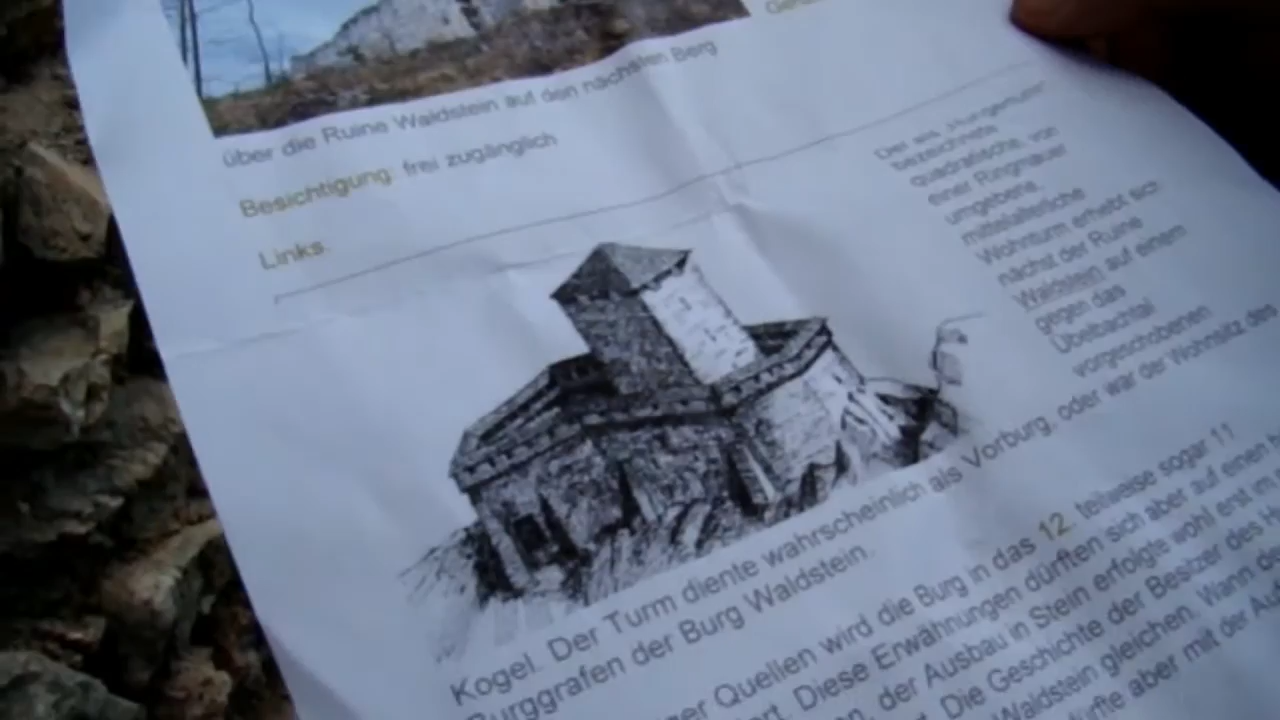 über die Ruine Waldstein auf den nächsten Berg
Besichtigung: frei zugänglich
Links:
bezeichnete
quadratische, von
einer Ringmauer
umgebene,
mittelalterliche
Wohnturm erhebt sich
nächst der Ruine
Waldstein auf einem
gegen das
Übelbachtal
vorgeschobenen
Kogel. Der Turm diente wahrscheinlich als Vorburg, oder war der Wohnsitz des
Burggrafen der Burg Waldstein.
Quellen wird die Burg in das 12. teilweise sogar 11
Diese Erwähnungen dürften sich aber auf einen
der Ausbau in Stein erfolgte wohl erst im
Die Geschichte der Besitzer des
Waldstein gleichen. Wann
aber mit der